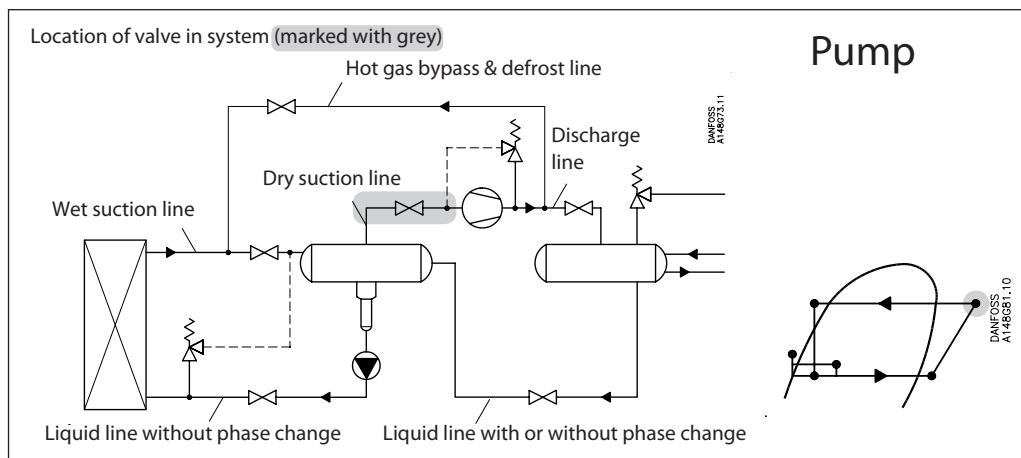 Location of valve in system (marked with grey)
Pump
Hot gas bypass & defrost line
DANFOSS
A148G73.11
Discharge
line
Dry suction line
Wet suction line
DANFOSS
A148G81.10
Liquid line without phase change
Liquid line with or without phase change